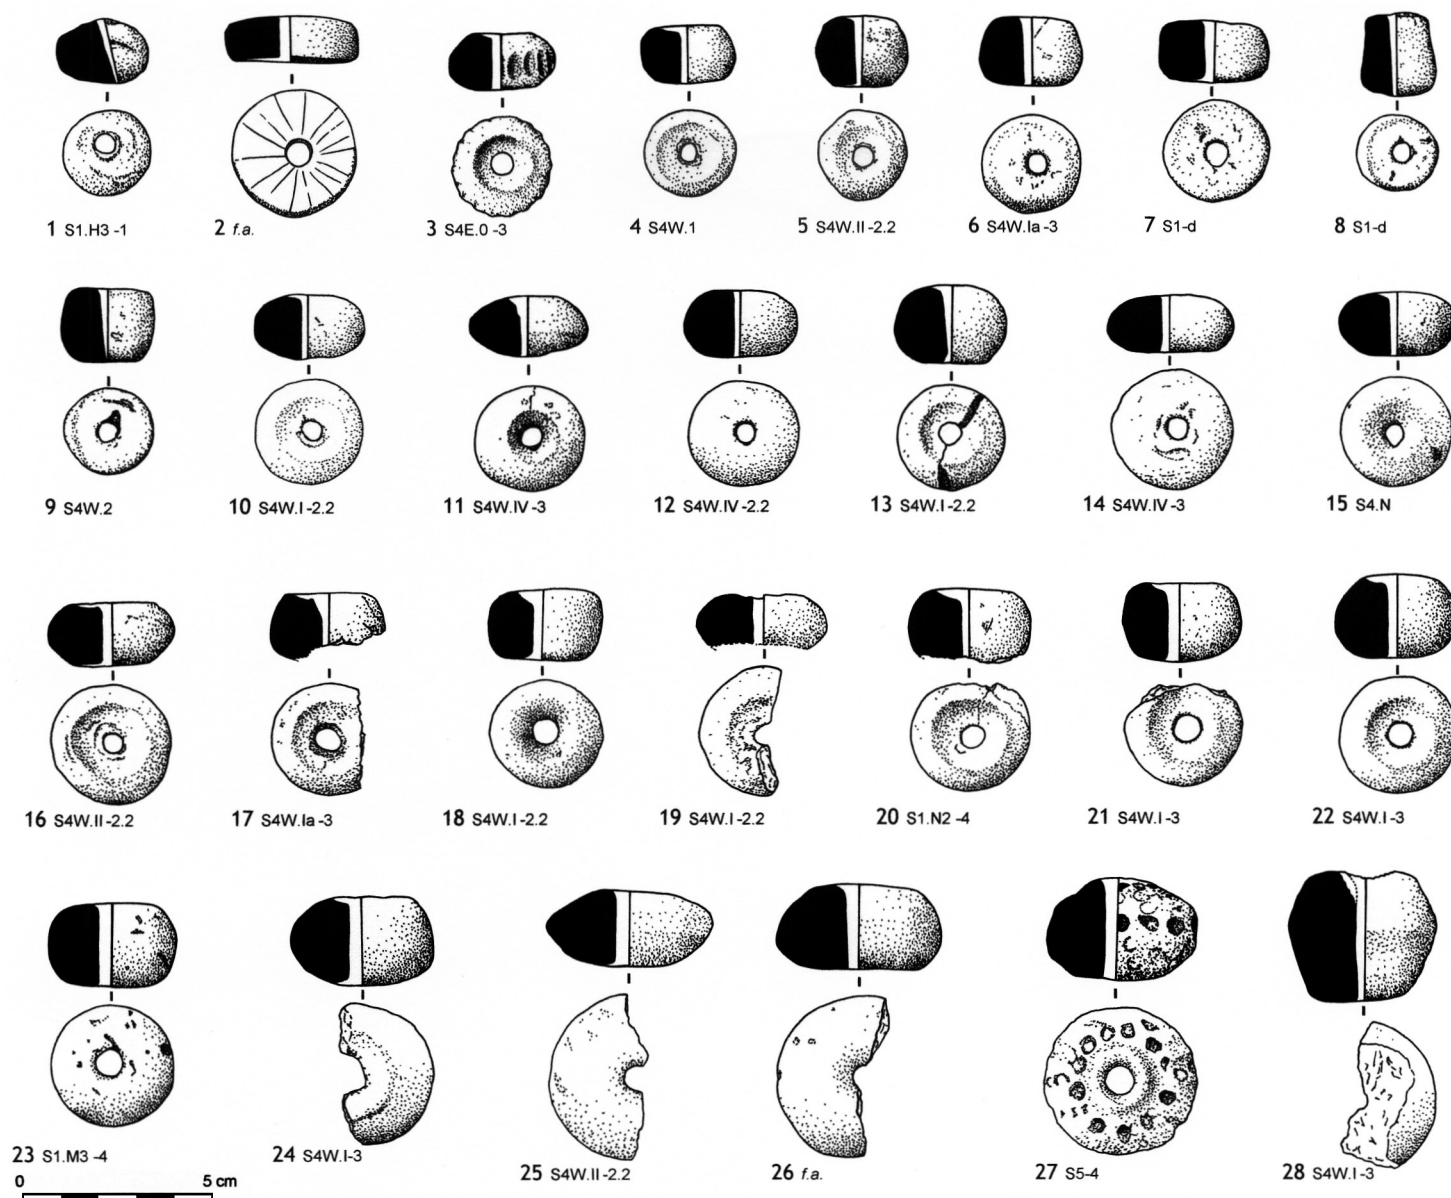 1 S1.H3 -1
2 f.a.
3 S4E.0 -3
4 S4W.1
5 S4W.II -2.2
6 S4W.Ia -3
7 S1-d
8 S1-d
9 S4W.2
10 S4W.I -2.2
11 S4W.IV -3
12 S4W.IV -2.2
13 S4W.I -2.2
14 S4W.IV -3
15 S4.N
16 S4W.II -2.2
17 S4W.Ia -3
18 S4W.I -2.2
19 S4W.I -2.2
20 S1.N2 -4
21 S4W.I -3
22 S4W.I -3
23 S1.M3 -4
24 S4W.I-3
25 S4W.II -2.2
26 f.a.
27 S5-4
28 S4W.I -3
0 5 cm